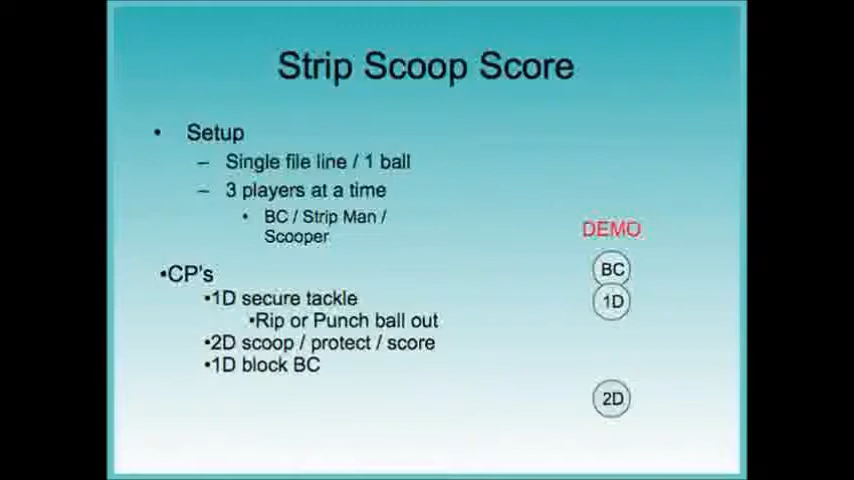 Strip Scoop Score
• Setup
– Single file line / 1 ball
– 3 players at a time
• BC / Strip Man /
Scooper
•CP's
•1D secure tackle
•Rip or Punch ball out
•2D scoop / protect / score
•1D block BC
DEMO
BC
1D
2D